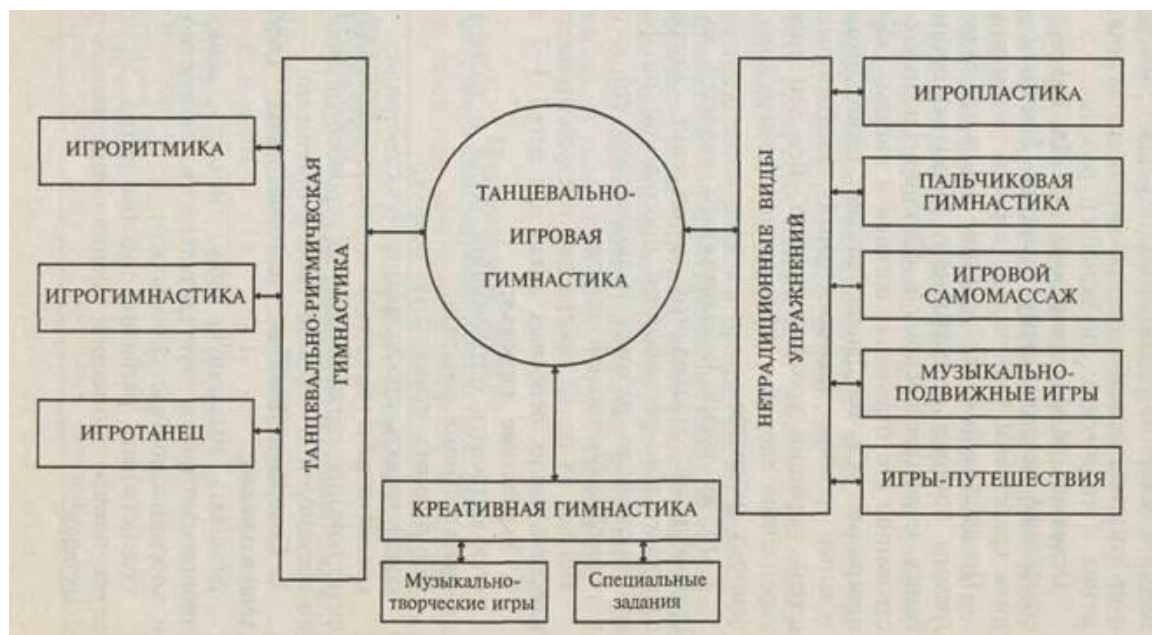 ИГРОРИТМИКА
ИГРОГИМНАСТИКА
ИГРОТАНЕЦ
ТАНЦЕВАЛЬНО-РИТМИЧЕСКАЯ
ГИМНАСТИКА
ТАНЦЕВАЛЬНО-
ИГРОВАЯ
ГИМНАСТИКА
КРЕАТИВНАЯ ГИМНАСТИКА
Музыкально-
творческие игры
Специальные
задания
НЕТРАДИЦИОННЫЕ ВИДЫ
УПРАЖНЕНИЙ
ИГРОПЛАСТИКА
ПАЛЬЧИКОВАЯ
ГИМНАСТИКА
ИГРОВОЙ
САМОМАССАЖ
МУЗЫКАЛЬНО-
ПОДВИЖНЫЕ ИГРЫ
ИГРЫ-ПУТЕШЕСТВИЯ